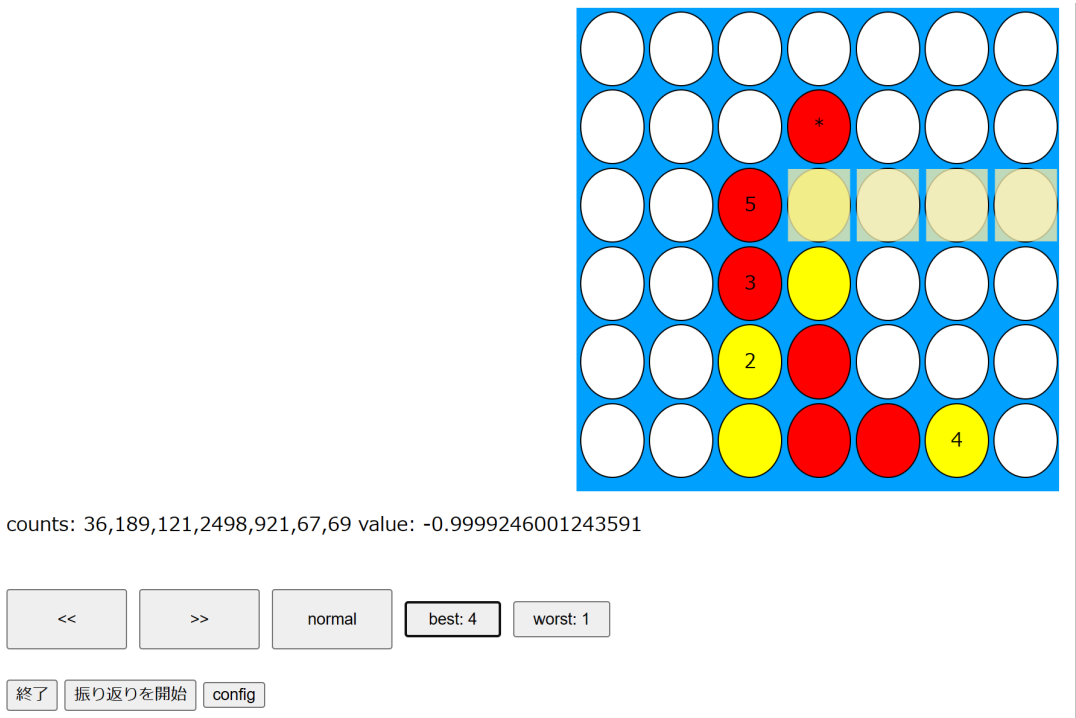 *
5
3
2
4
counts: 36,189,121,2498,921,67,69 value: -0.9999246001243591
<< >> normal best: 4 worst: 1
終了 振り返りを開始 config